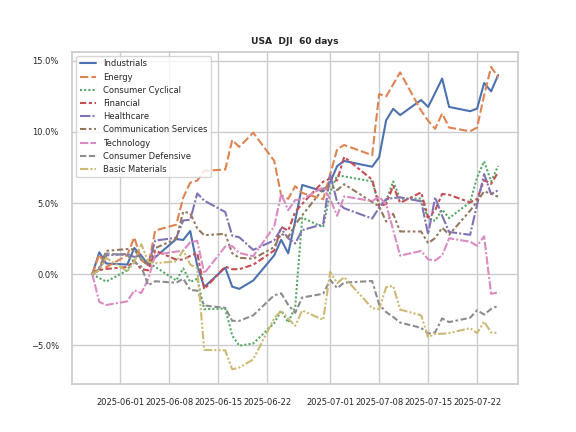 USA DJI 60 days
15.0%
10.0%
5.0%
0.0%
−5.0%
Industrials
Energy
Consumer Cyclical
Financial
Healthcare
Communication Services
Technology
Consumer Defensive
Basic Materials
2025-06-01 2025-06-08 2025-06-15 2025-06-22 2025-07-01 2025-07-08 2025-07-15 2025-07-22